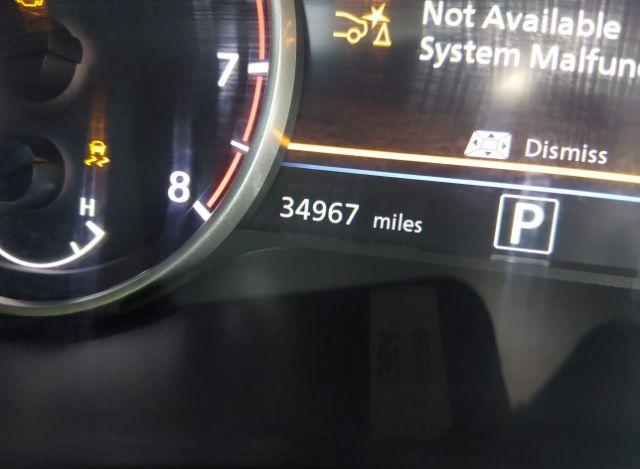 Not Available
System Malfun
7
Dismiss
8
H
34967 miles
P